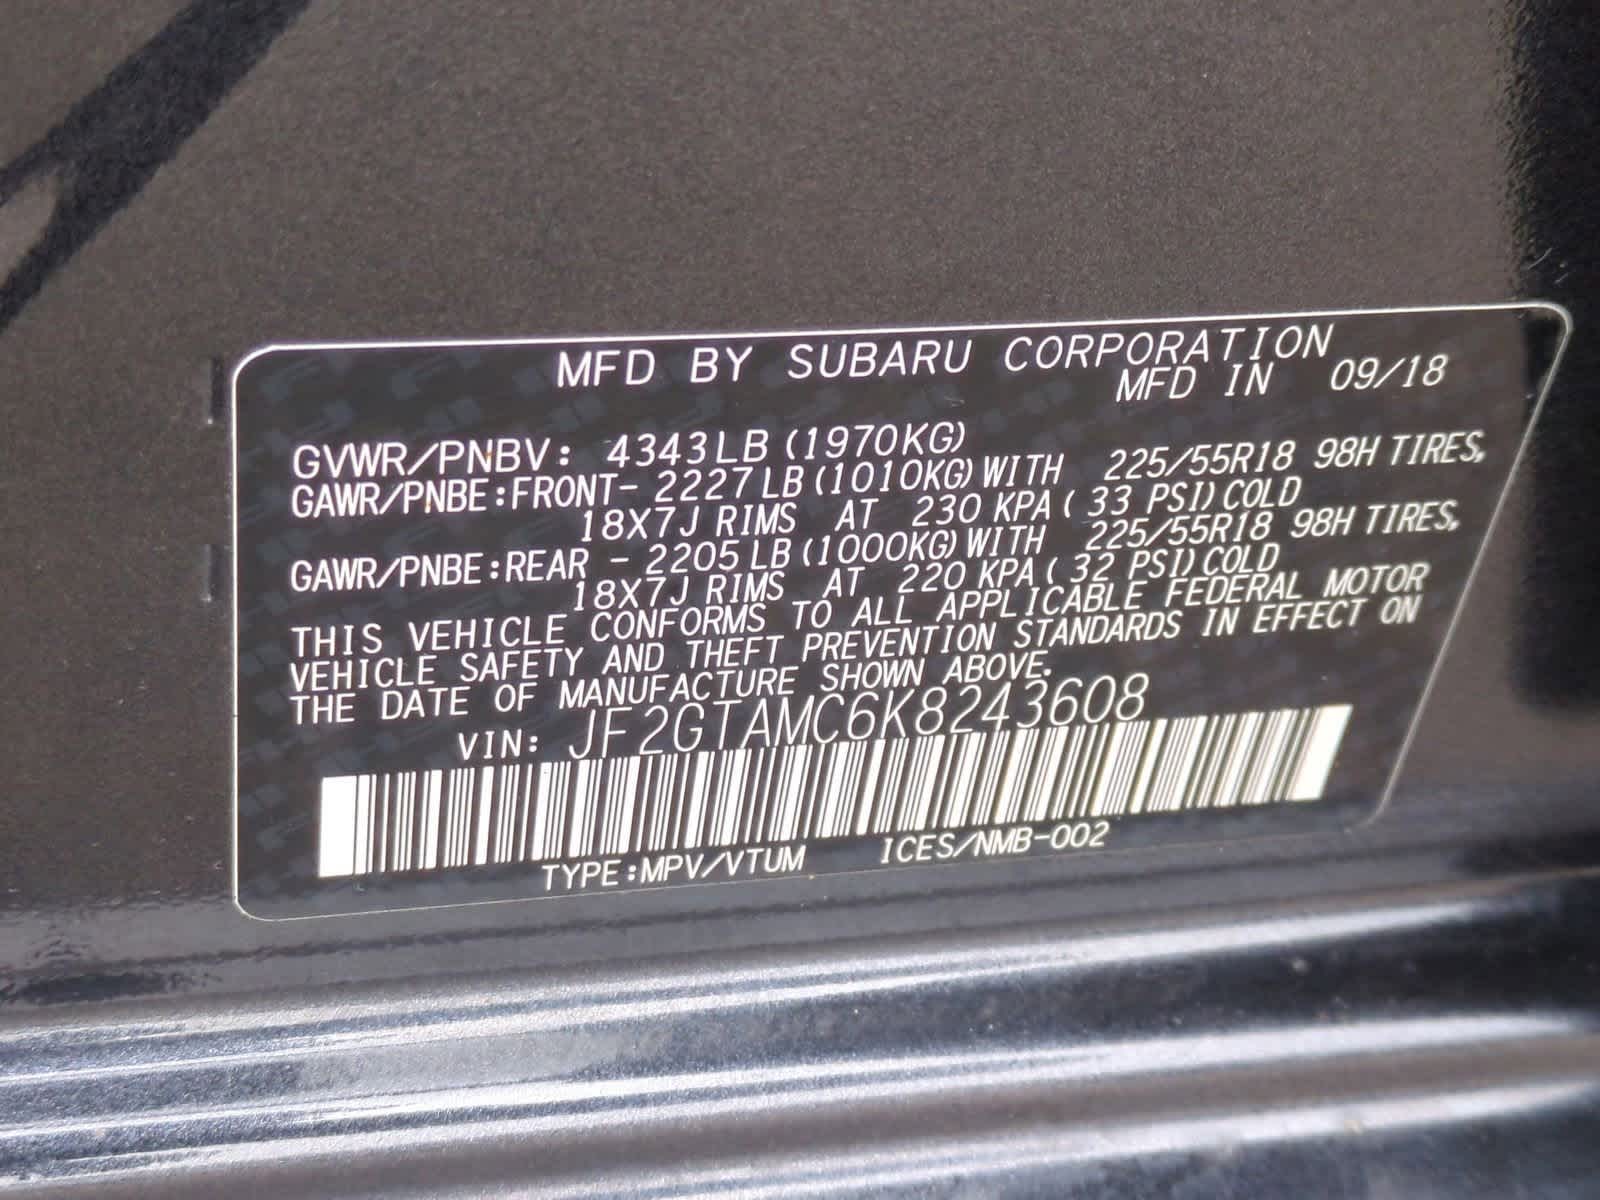 MFD BY SUBARU CORPORATION
MFD IN 09/18
GVWR/PNBV: 4343LB (1970KG)
GAWR/PNBE:FRONT- 2227LB (1010KG) WITH 225/55R18 98H TIRES,
18X7J RIMS AT 230 KPA ( 33 PSI) COLD
GAWR/PNBE:REAR - 2205LB (1000KG) WITH 225/55R18 98H TIRES,
18X7J RIMS AT 220 KPA ( 32 PSI) COLD
THIS VEHICLE CONFORMS TO ALL APPLICABLE FEDERAL MOTOR
VEHICLE SAFETY AND THEFT PREVENTION STANDARDS IN EFFECT ON
THE DATE OF MANUFACTURE SHOWN ABOVE.
VIN: JF2GTAMC6K8243608
TYPE:MPV/VTUM ICES/NMB-002